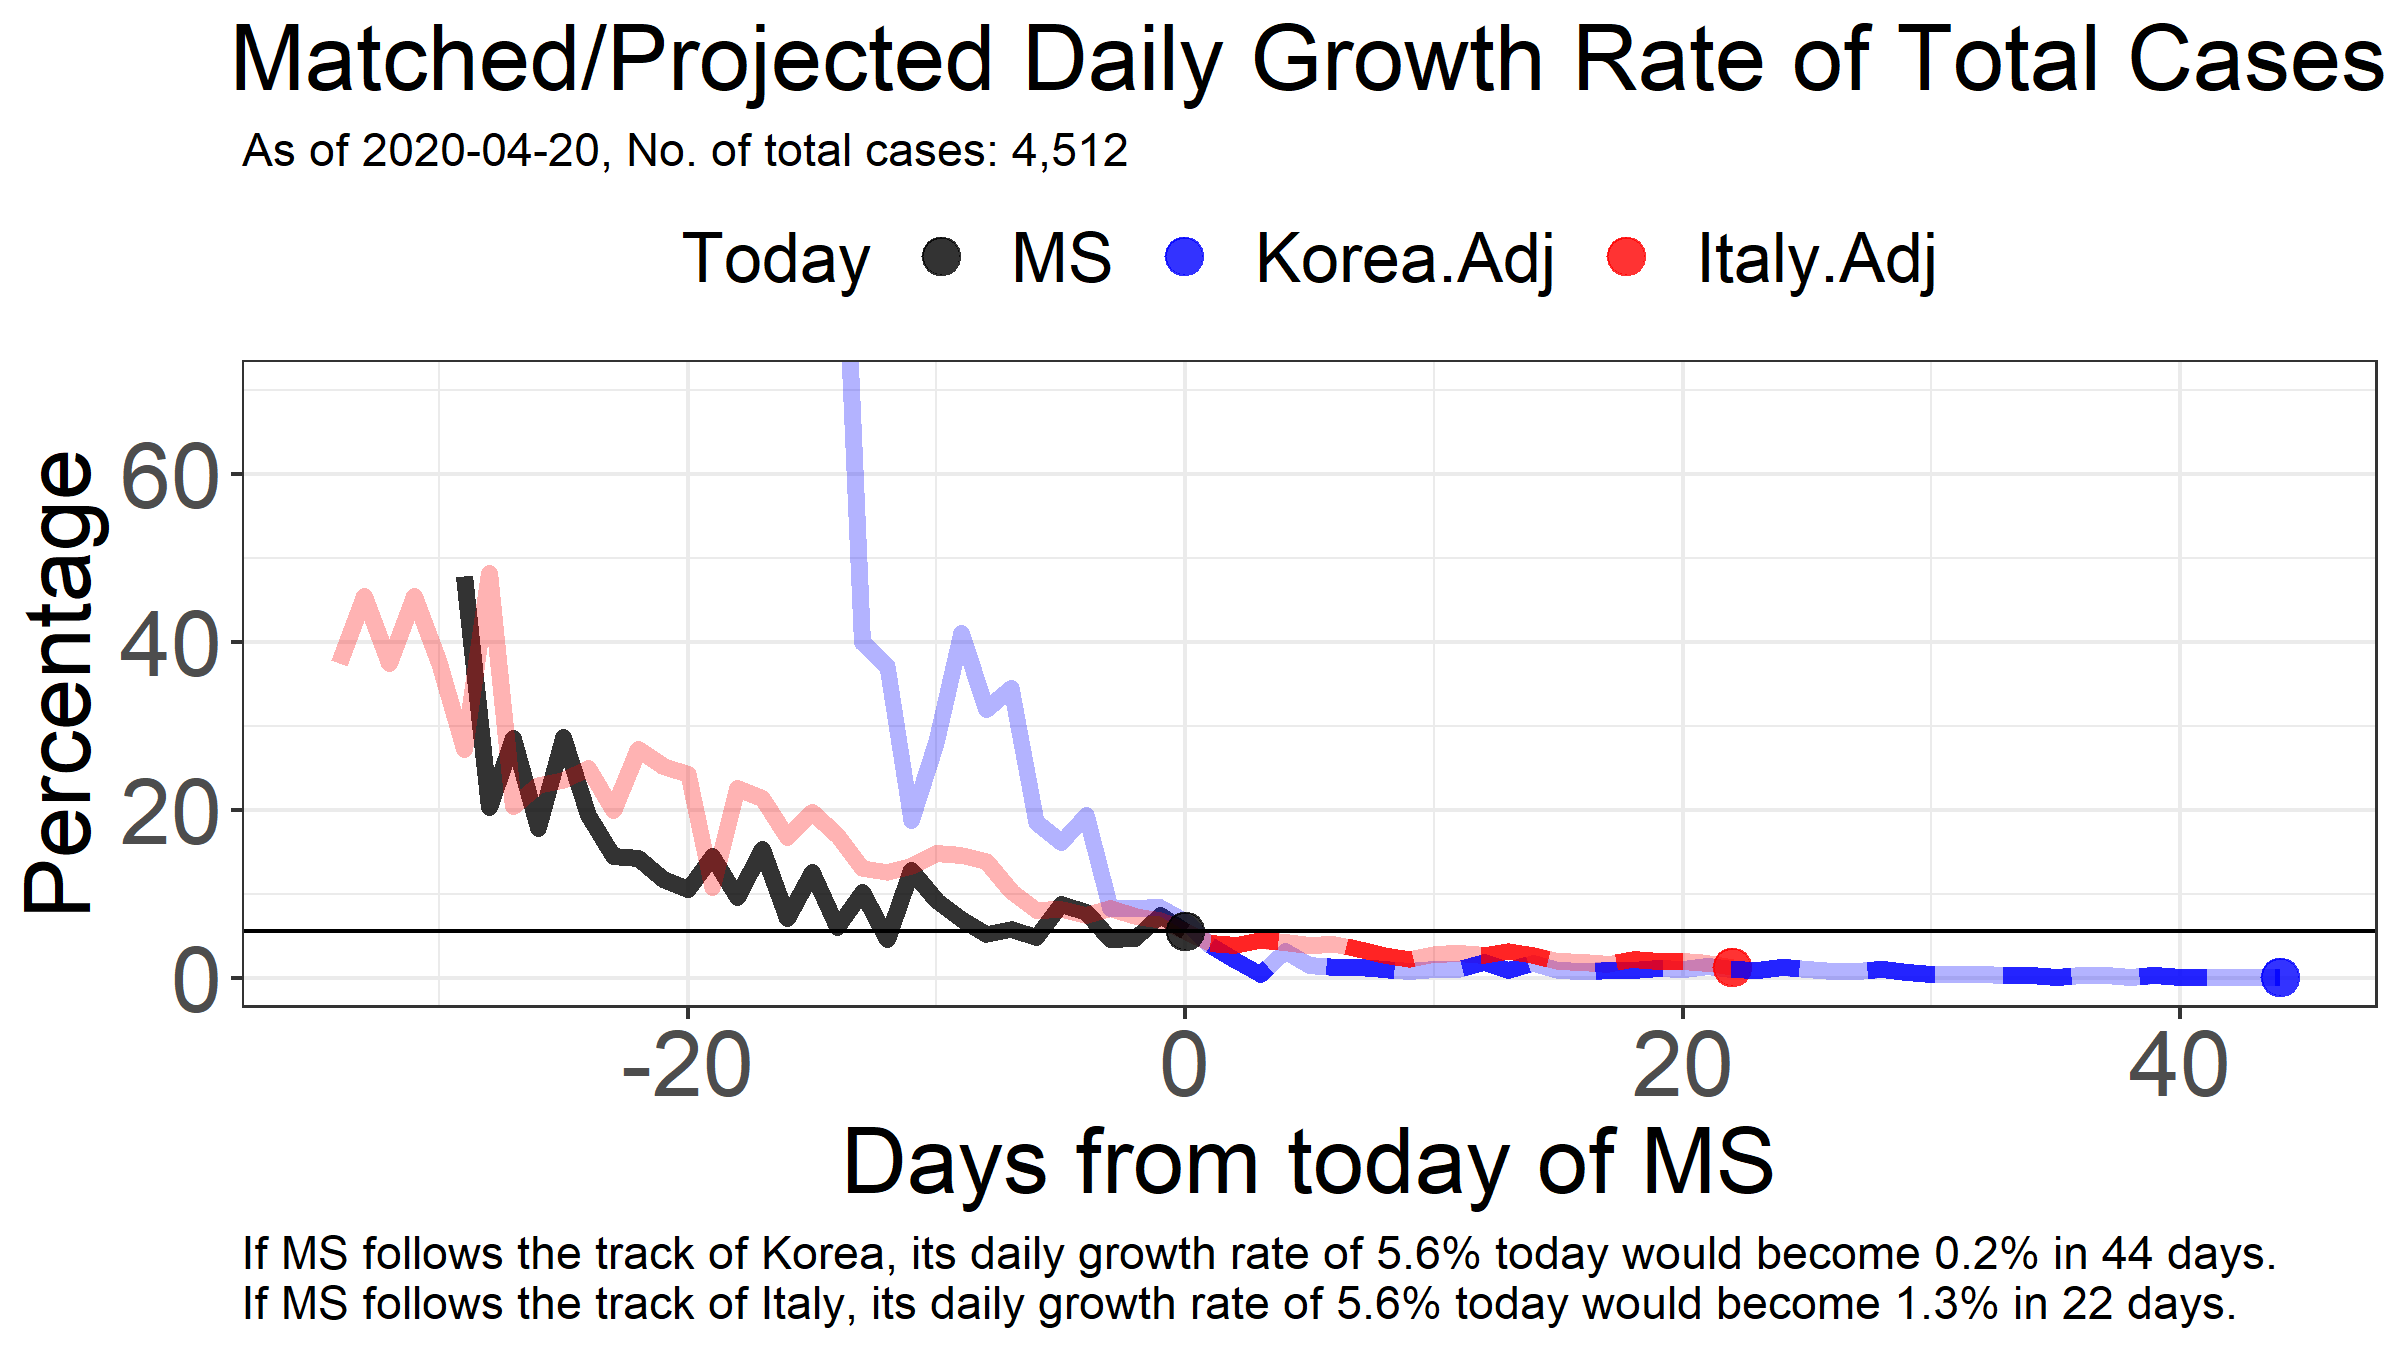 Matched/Projected Daily Growth Rate of Total Cases
As of 2020-04-20, No. of total cases: 4,512
Today MS Korea.Adj Italy.Adj
Percentage
60
40
20
0
-20 0 20 40
Days from today of MS
If MS follows the track of Korea, its daily growth rate of 5.6% today would become 0.2% in 44 days.
If MS follows the track of Italy, its daily growth rate of 5.6% today would become 1.3% in 22 days.